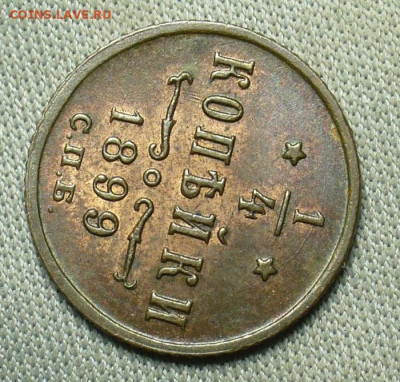 COINS.LAVE.RU
1/4
КОПѢЙКИ
1899
С.П.Б.